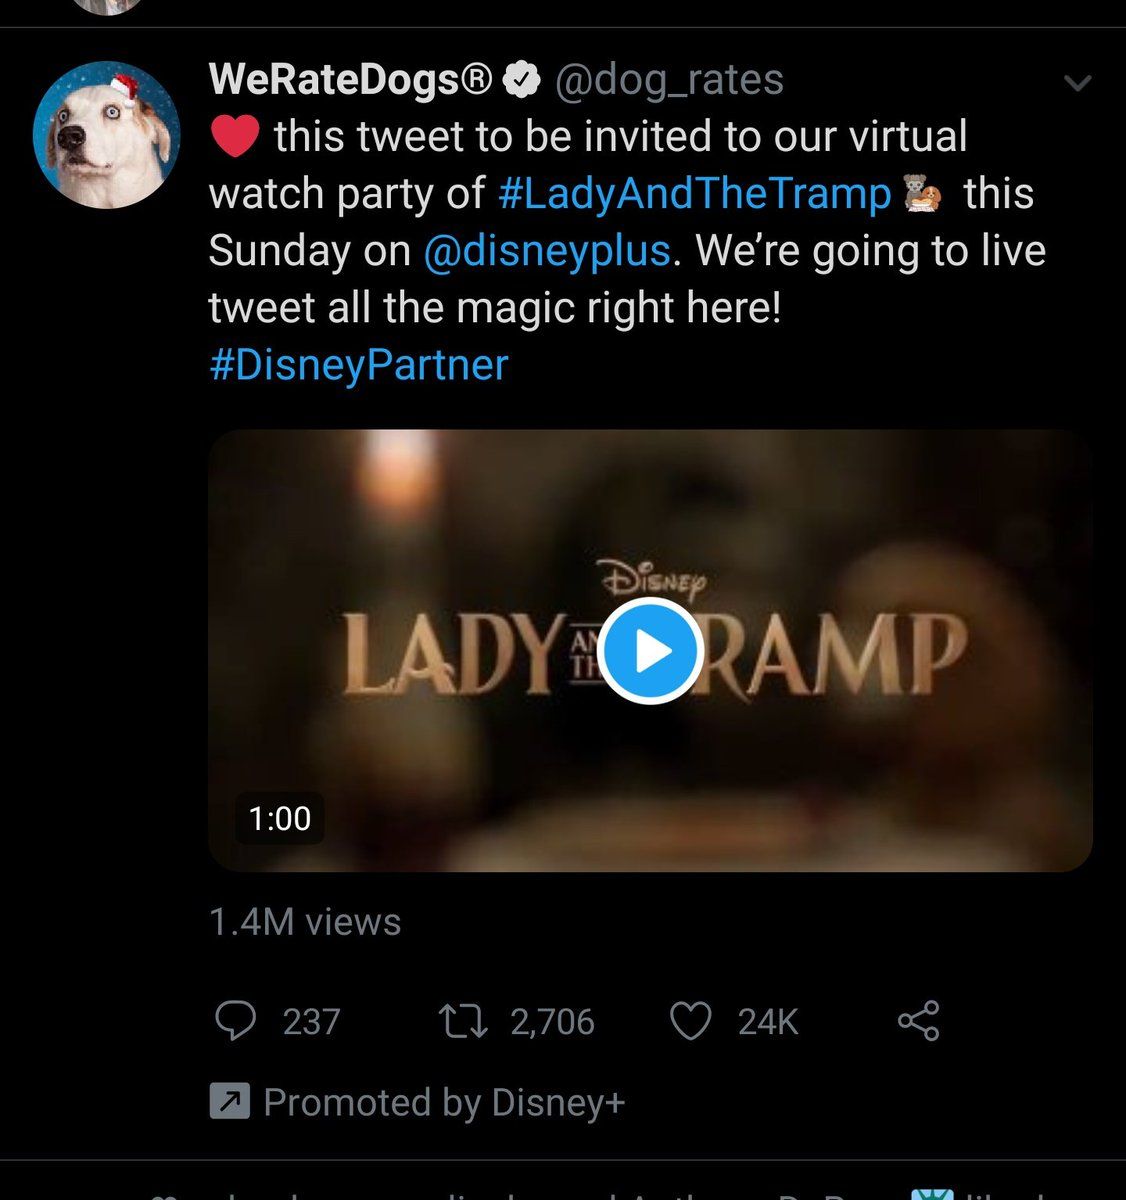 WeRateDogs® @dog_rates
❤️ this tweet to be invited to our virtual
watch party of #LadyAndTheTramp this
Sunday on @disneyplus. We’re going to live
tweet all the magic right here!
#DisneyPartner
DISNEY
LADY AN TH RAMP
1:00
1.4M views
237 2,706 24K
Promoted by Disney+